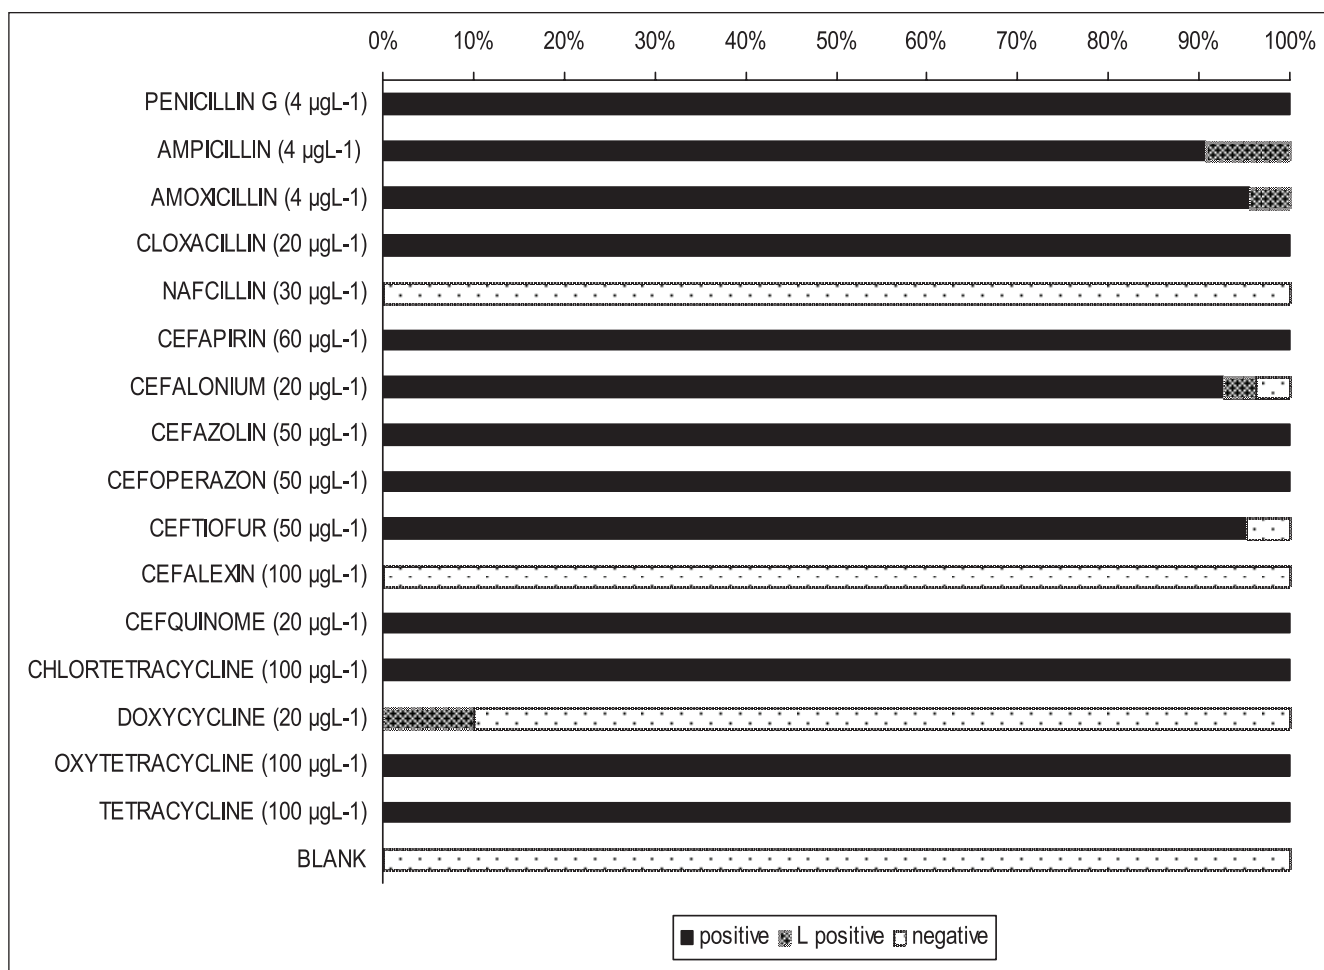 0% 10% 20% 30% 40% 50% 60% 70% 80% 90% 100%
PENICILLIN G (4 µgL-1)
AMPICILLIN (4 µgL-1)
AMOXICILLIN (4 µgL-1)
CLOXACILLIN (20 µgL-1)
NAFCILLIN (30 µgL-1)
CEFAPIRIN (60 µgL-1)
CEFALONIUM (20 µgL-1)
CEFAZOLIN (50 µgL-1)
CEFOPERAZON (50 µgL-1)
CEFTIOFUR (50 µgL-1)
CEFALEXIN (100 µgL-1)
CEFQUINOME (20 µgL-1)
CHLORTETRACYCLINE (100 µgL-1)
DOXYCYCLINE (20 µgL-1)
OXYTETRACYCLINE (100 µgL-1)
TETRACYCLINE (100 µgL-1)
BLANK
positive L positive negative